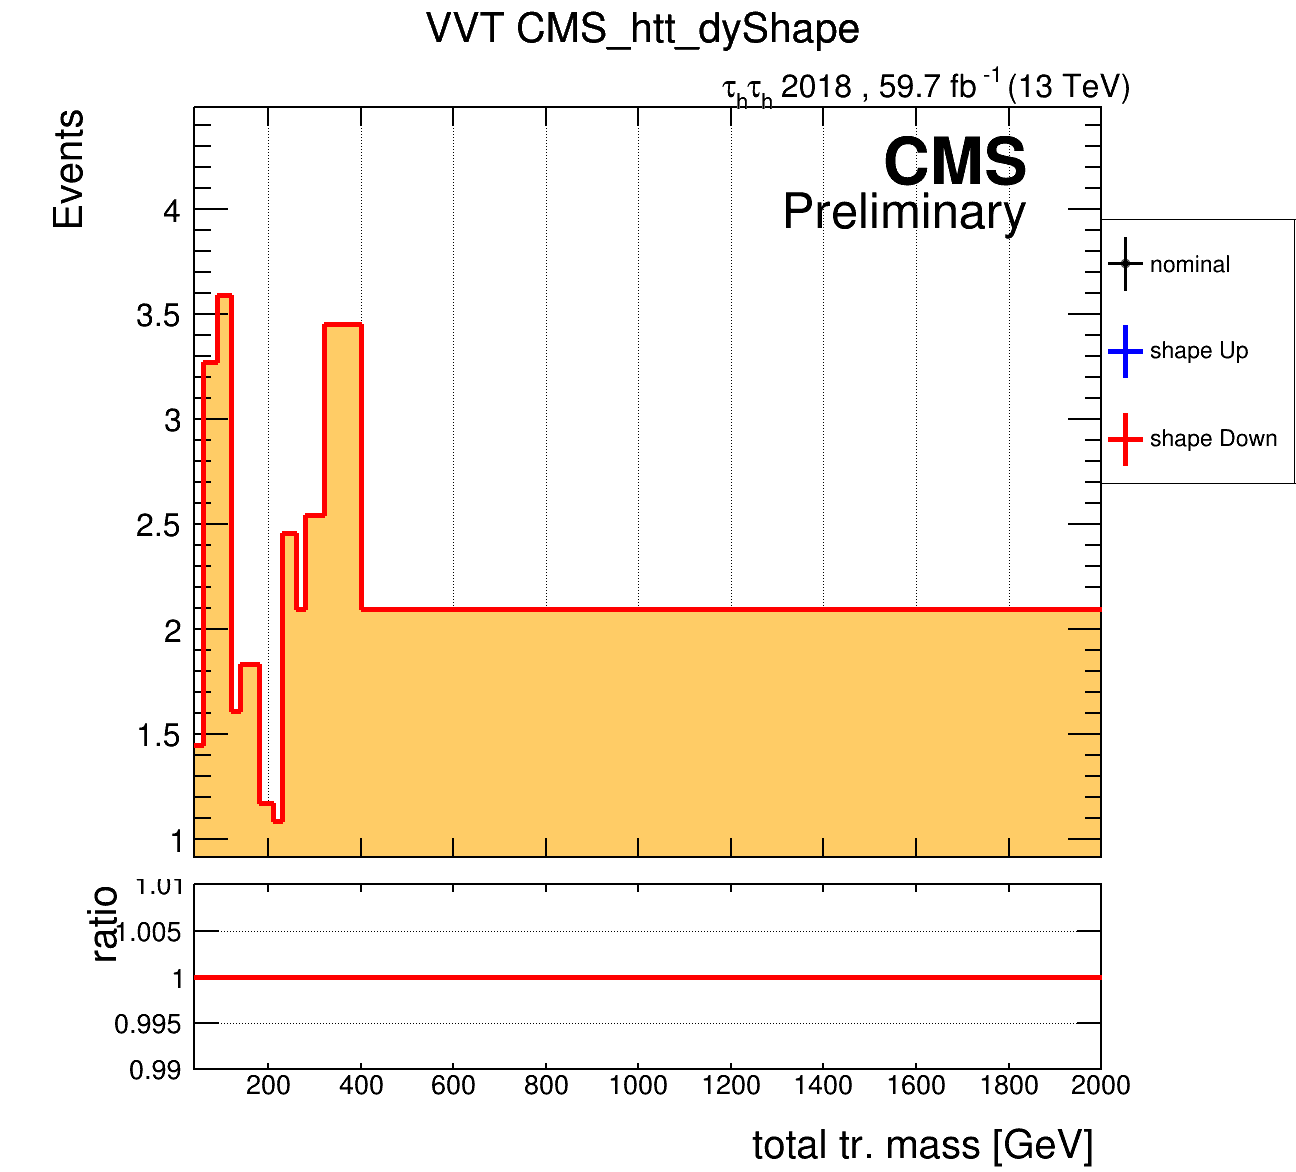 VVT CMS_htt_dyShape
τhτh 2018 , 59.7 fb-1 (13 TeV)
Events
CMS
Preliminary
4
3.5
3
2.5
2
1.5
1
nominal
shape Up
shape Down
ratio
1.01
1.005
1
0.995
0.99
200 400 600 800 1000 1200 1400 1600 1800 2000
total tr. mass [GeV]